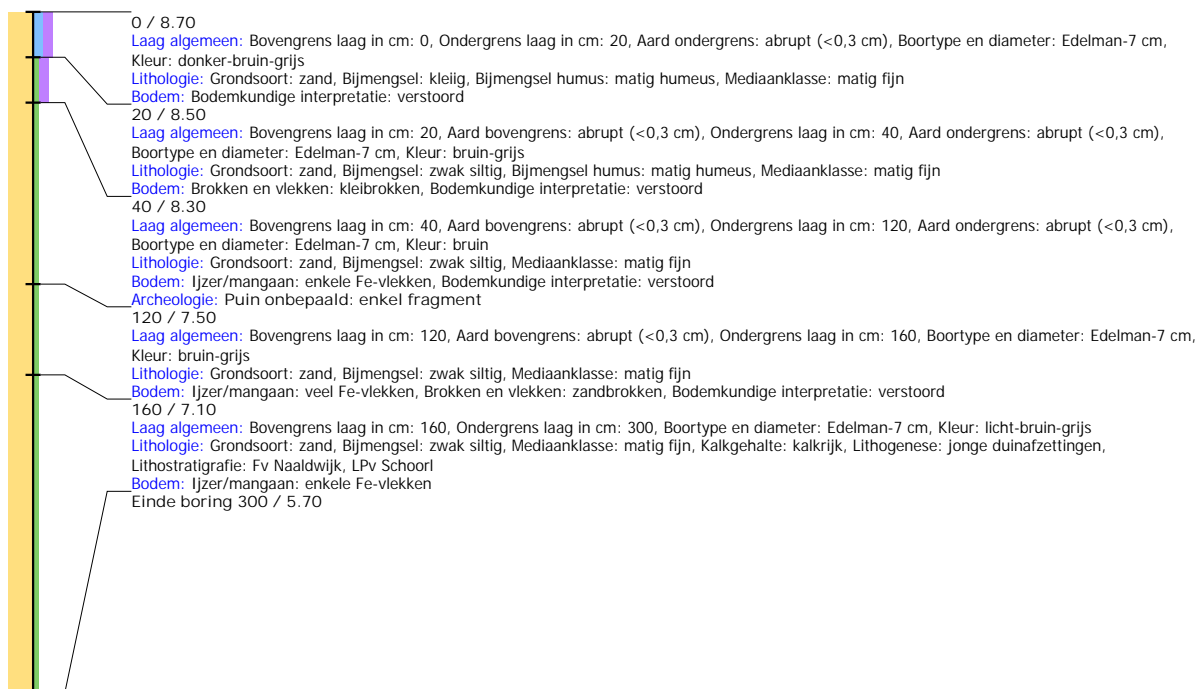 0 / 8.70
Laag algemeen: Bovengrens laag in cm: 0, Ondergrens laag in cm: 20, Aard ondergrens: abrupt (<0,3 cm), Boortype en diameter: Edelman-7 cm,
Kleur: donker-bruin-grijs
Lithologie: Grondsoort: zand, Bijmengsel: kleiig, Bijmengsel humus: matig humeus, Mediaanklasse: matig fijn
Bodem: Bodemkundige interpretatie: verstoord
20 / 8.50
Laag algemeen: Bovengrens laag in cm: 20, Aard bovengrens: abrupt (<0,3 cm), Ondergrens laag in cm: 40, Aard ondergrens: abrupt (<0,3 cm),
Boortype en diameter: Edelman-7 cm, Kleur: bruin-grijs
Lithologie: Grondsoort: zand, Bijmengsel: zwak siltig, Bijmengsel humus: matig humeus, Mediaanklasse: matig fijn
Bodem: Brokken en vlekken: kleibrokken, Bodemkundige interpretatie: verstoord
40 / 8.30
Laag algemeen: Bovengrens laag in cm: 40, Aard bovengrens: abrupt (<0,3 cm), Ondergrens laag in cm: 120, Aard ondergrens: abrupt (<0,3 cm),
Boortype en diameter: Edelman-7 cm, Kleur: bruin
Lithologie: Grondsoort: zand, Bijmengsel: zwak siltig, Mediaanklasse: matig fijn
Bodem: Ijzer/mangaan: enkele Fe-vlekken, Bodemkundige interpretatie: verstoord
Archeologie: Puin onbepaald: enkel fragment
120 / 7.50
Laag algemeen: Bovengrens laag in cm: 120, Aard bovengrens: abrupt (<0,3 cm), Ondergrens laag in cm: 160, Boortype en diameter: Edelman-7 cm,
Kleur: bruin-grijs
Lithologie: Grondsoort: zand, Bijmengsel: zwak siltig, Mediaanklasse: matig fijn
Bodem: Ijzer/mangaan: veel Fe-vlekken, Brokken en vlekken: zandbrokken, Bodemkundige interpretatie: verstoord
160 / 7.10
Laag algemeen: Bovengrens laag in cm: 160, Ondergrens laag in cm: 300, Boortype en diameter: Edelman-7 cm, Kleur: licht-bruin-grijs
Lithologie: Grondsoort: zand, Bijmengsel: zwak siltig, Mediaanklasse: matig fijn, Kalkgehalte: kalkrijk, Lithogenese: jonge duinafzettingen,
Lithostratigrafie: Fv Naaldwijk, LPv Schoorl
Bodem: Ijzer/mangaan: enkele Fe-vlekken
Einde boring 300 / 5.70